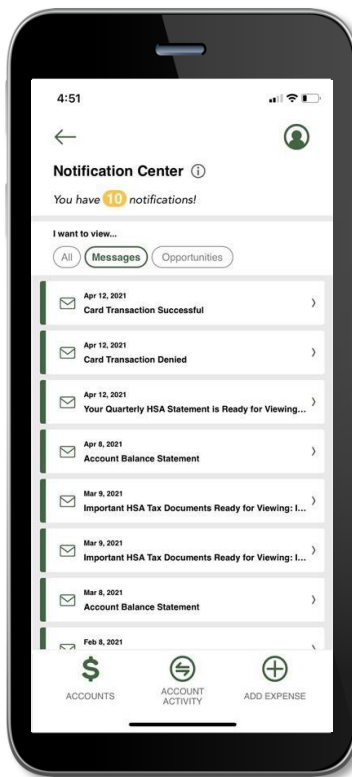 4:51
Notification Center
You have 10 notifications!
I want to view...
All Messages Opportunities
Apr 12, 2021
Card Transaction Successful
Apr 12, 2021
Card Transaction Denied
Apr 12, 2021
Your Quarterly HSA Statement is Ready for Viewing...
Apr 8, 2021
Account Balance Statement
Mar 9, 2021
Important HSA Tax Documents Ready for Viewing: I...
Mar 9, 2021
Important HSA Tax Documents Ready for Viewing: I...
Mar 8, 2021
Account Balance Statement
Feb 8, 2021
ACCOUNTS
ACCOUNT
ACTIVITY
ADD EXPENSE